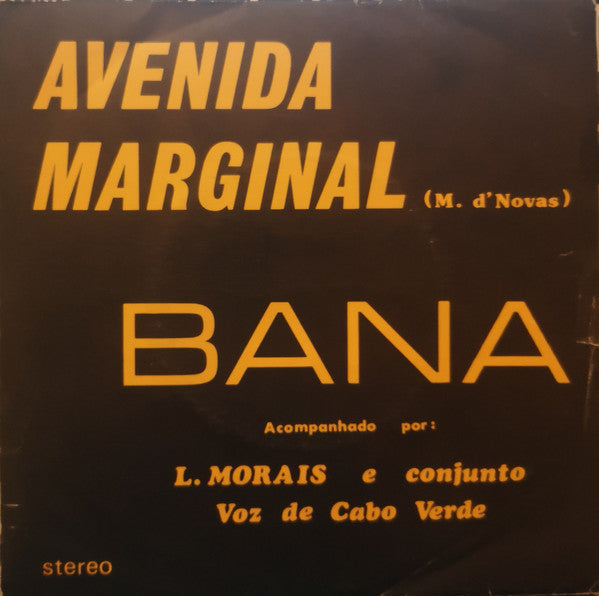 AVENIDA
MARGINAL (M. d'Novas)
BANA
Acompanhado por:
L. MORAIS e conjunto
Voz de Cabo Verde
stereo